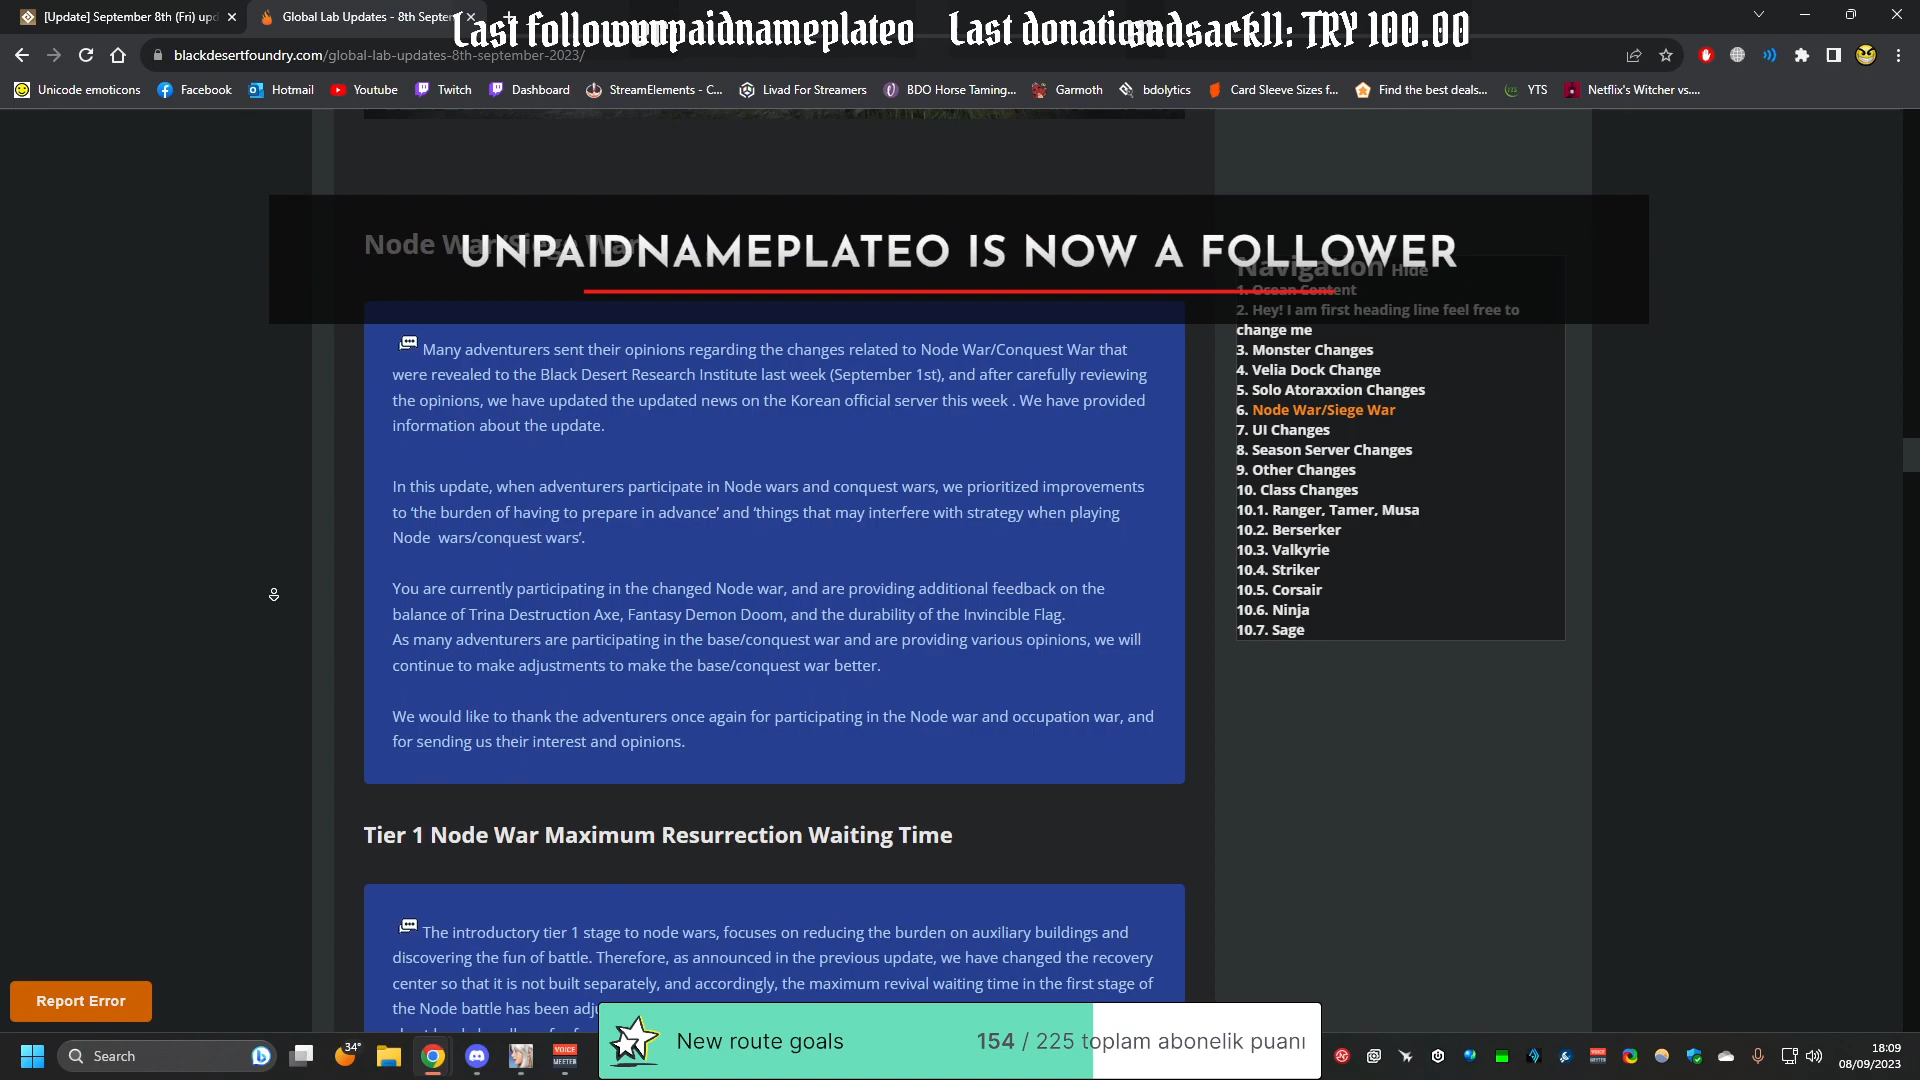 [Update] September 8th (Fri) upd
Global Lab Updates - 8th Septem
Last follower
unpaidnameplateo
Last donation
sadsackll: TRY 100.00
blackdesertfoundry.com/global-lab-updates-8th-september-2023/
Unicode emoticons
Facebook
Hotmail
Youtube
Twitch
Dashboard
StreamElements - C...
Livad For Streamers
BDO Horse Taming...
Garmoth
bdolytics
Card Sleeve Sizes f...
Find the best deals...
YTS
Netflix's Witcher vs....
Node War/Siege War
UNPAIDNAMEPLATEO IS NOW A FOLLOWER
Many adventurers sent their opinions regarding the changes related to Node War/Conquest War that
were revealed to the Black Desert Research Institute last week (September 1st), and after carefully reviewing
the opinions, we have updated the updated news on the Korean official server this week . We have provided
information about the update.
In this update, when adventurers participate in Node wars and conquest wars, we prioritized improvements
to ‘the burden of having to prepare in advance’ and ‘things that may interfere with strategy when playing
Node  wars/conquest wars’.
You are currently participating in the changed Node war, and are providing additional feedback on the
balance of Trina Destruction Axe, Fantasy Demon Doom, and the durability of the Invincible Flag.
As many adventurers are participating in the base/conquest war and are providing various opinions, we will
continue to make adjustments to make the base/conquest war better.
We would like to thank the adventurers once again for participating in the Node war and occupation war, and
for sending us their interest and opinions.
Tier 1 Node War Maximum Resurrection Waiting Time
The introductory tier 1 stage to node wars, focuses on reducing the burden on auxiliary buildings and
discovering the fun of battle. Therefore, as announced in the previous update, we have changed the recovery
center so that it is not built separately, and accordingly, the maximum revival waiting time in the first stage of
the Node battle has been adju
Navigation Hide
1. Ocean Content
2. Hey! I am first heading line feel free to
change me
3. Monster Changes
4. Velia Dock Change
5. Solo Atoraxxion Changes
6. Node War/Siege War
7. UI Changes
8. Season Server Changes
9. Other Changes
10. Class Changes
10.1. Ranger, Tamer, Musa
10.2. Berserker
10.3. Valkyrie
10.4. Striker
10.5. Corsair
10.6. Ninja
10.7. Sage
Report Error
New route goals
154 / 225 toplam abonelik puanı
Search
34°
VOICE
MEETER
18:09
08/09/2023